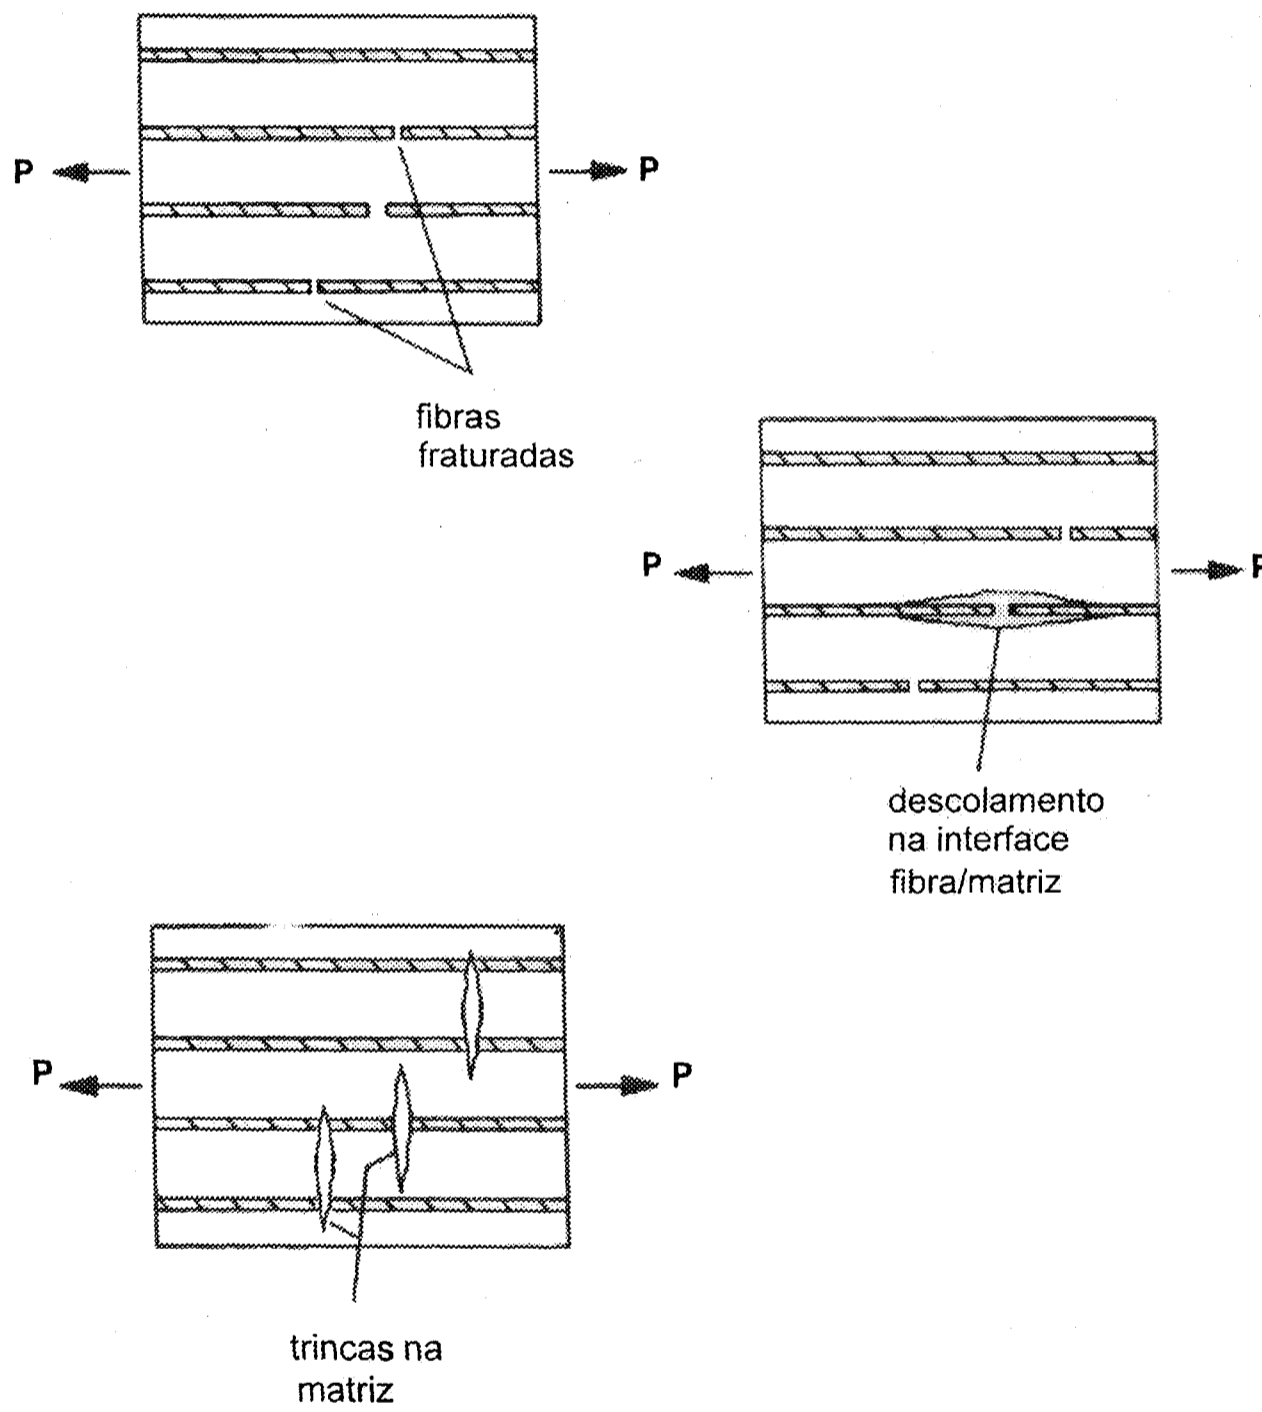 P
P
fibras
fraturadas
P
P
descolamento
na interface
fibra/matriz
P
P
trincas na
matriz